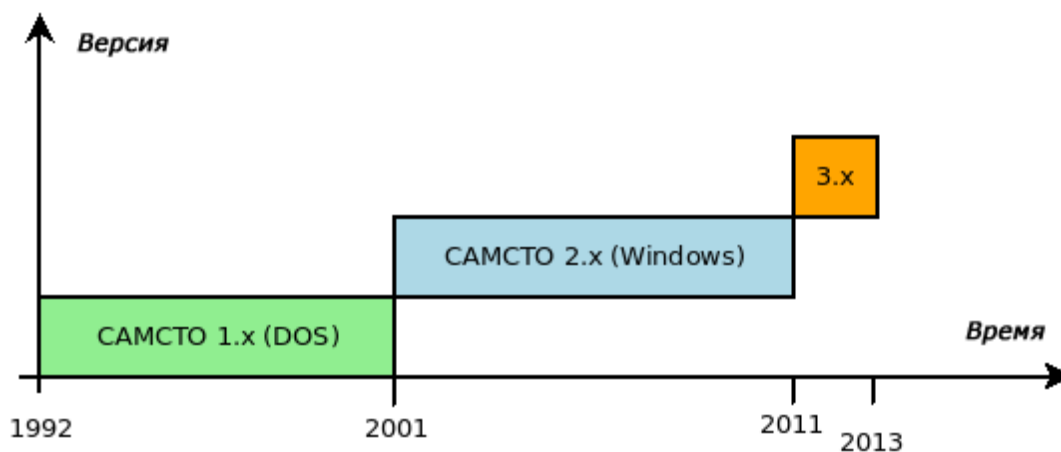 Версия
3.x
САМСТО 2.x (Windows)
САМСТО 1.x (DOS)
Время
1992
2001
2011
2013